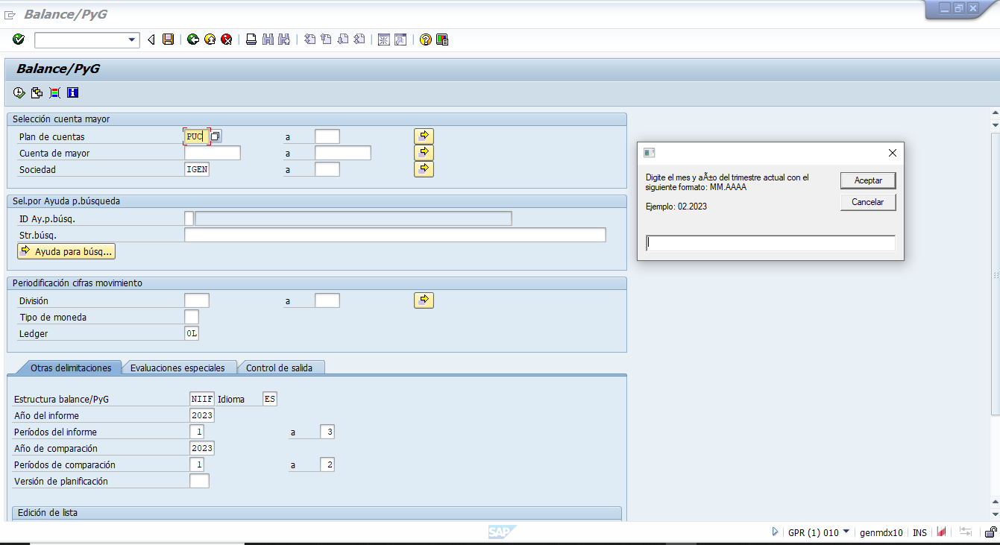 Balance/PyG
Balance/PyG
Selección cuenta mayor
Plan de cuentas PUC a
Cuenta de mayor a
Sociedad IGEN a
Sel.por Ayuda p.búsqueda
ID Ay.p.búsq.
Str.búsq.
Ayuda para búsq...
Periodificación cifras movimiento
División a
Tipo de moneda
Ledger 0L
Otras delimitaciones Evaluaciones especiales Control de salida
Estructura balance/PyG NIIF Idioma ES
Año del informe 2023
Períodos del informe 1 a 3
Año de comparación 2023
Períodos de comparación 1 a 2
Versión de planificación
Edición de lista
Digite el mes y aÃ±o del trimestre actual con el
siguiente formato: MM.AAAA
Ejemplo: 02.2023
Aceptar
Cancelar
SAP
GPR (1) 010 genmdx10 INS